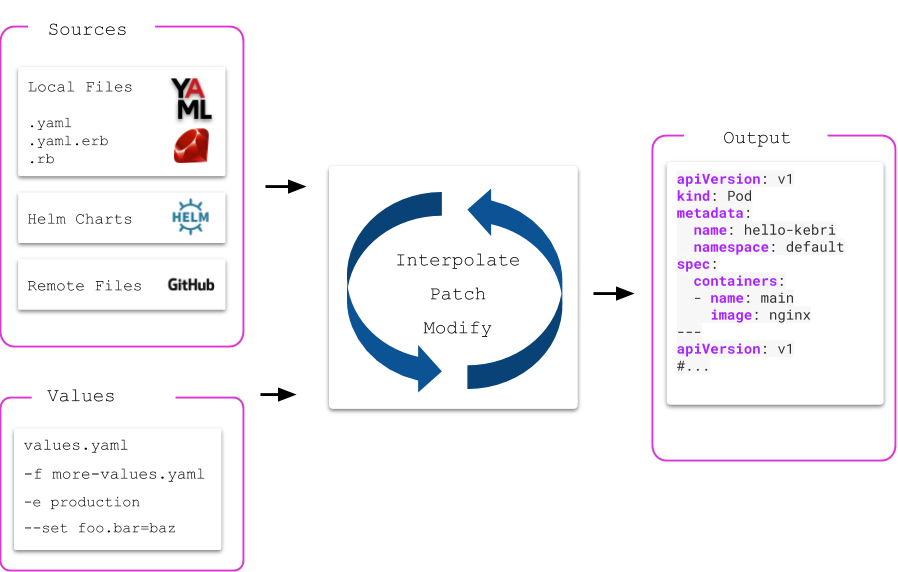 Sources
Local Files
YAML
.yaml
.yaml.erb
.rb
Helm Charts
HELM
Remote Files
GitHub
Values
values.yaml
-f more-values.yaml
-e production
--set foo.bar=baz
Interpolate
Patch
Modify
Output
apiVersion: v1
kind: Pod
metadata:
  name: hello-kebri
  namespace: default
spec:
  containers:
  - name: main
    image: nginx
---
apiVersion: v1
#...